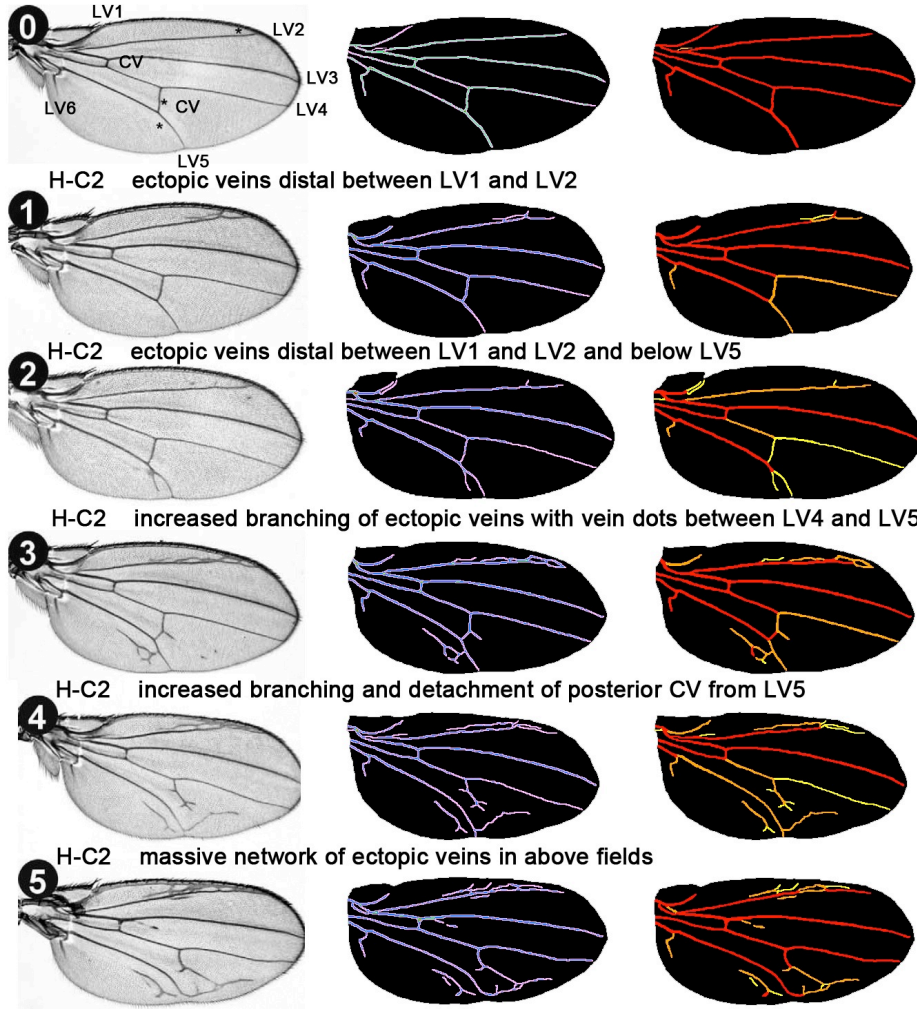 0
LV1
LV2
*
CV
LV3
* CV
LV4
LV6
*
LV5
H-C2 ectopic veins distal between LV1 and LV2
1
H-C2 ectopic veins distal between LV1 and LV2 and below LV5
2
H-C2 increased branching of ectopic veins with vein dots between LV4 and LV5
3
H-C2 increased branching and detachment of posterior CV from LV5
4
H-C2 massive network of ectopic veins in above fields
5